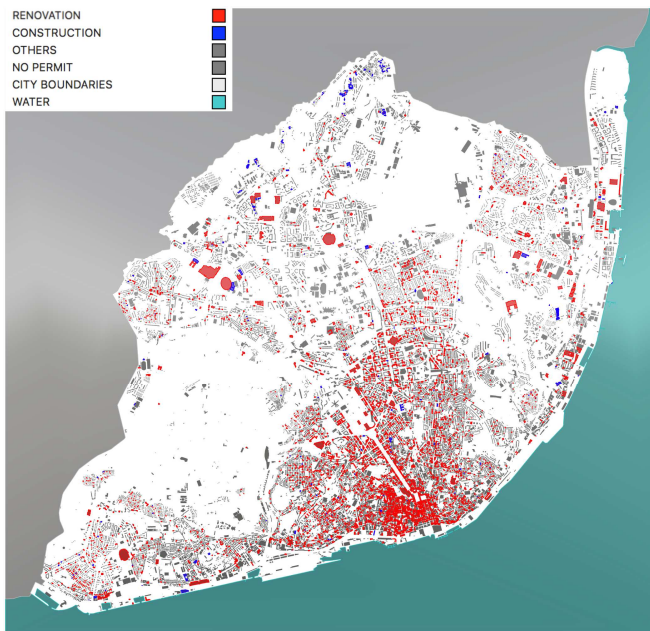 RENOVATION
CONSTRUCTION
OTHERS
NO PERMIT
CITY BOUNDARIES
WATER